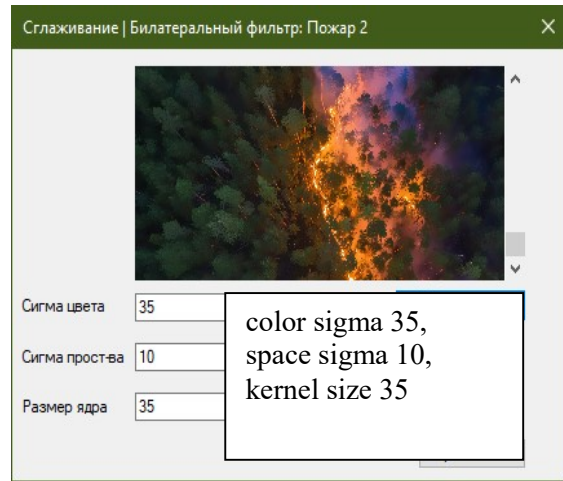 Сглаживание | Билатеральный фильтр: Пожар 2
Сигма цвета 35
Сигма прост-ва 10
Размер ядра 35
color sigma 35,
space sigma 10,
kernel size 35